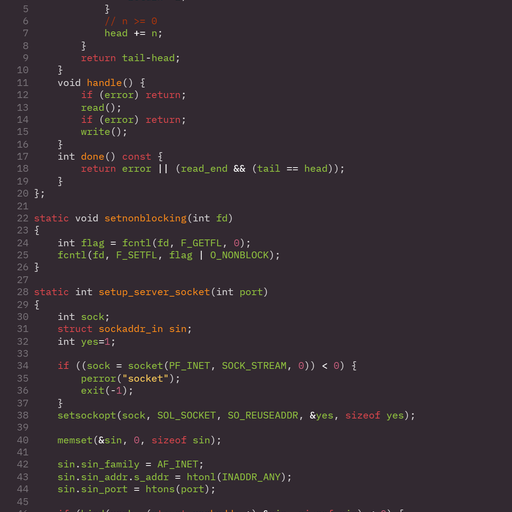 5             }
6             // n >= 0
7             head += n;
8         }
9         return tail-head;
10     }
11     void handle() {
12         if (error) return;
13         read();
14         if (error) return;
15         write();
16     }
17     int done() const {
18         return error || (read_end && (tail == head));
19     }
20 };
21
22 static void setnonblocking(int fd)
23 {
24     int flag = fcntl(fd, F_GETFL, 0);
25     fcntl(fd, F_SETFL, flag | O_NONBLOCK);
26 }
27
28 static int setup_server_socket(int port)
29 {
30     int sock;
31     struct sockaddr_in sin;
32     int yes=1;
33
34     if ((sock = socket(PF_INET, SOCK_STREAM, 0)) < 0) {
35         perror("socket");
36         exit(-1);
37     }
38     setsockopt(sock, SOL_SOCKET, SO_REUSEADDR, &yes, sizeof yes);
39
40     memset(&sin, 0, sizeof sin);
41
42     sin.sin_family = AF_INET;
43     sin.sin_addr.s_addr = htonl(INADDR_ANY);
44     sin.sin_port = htons(port);
45